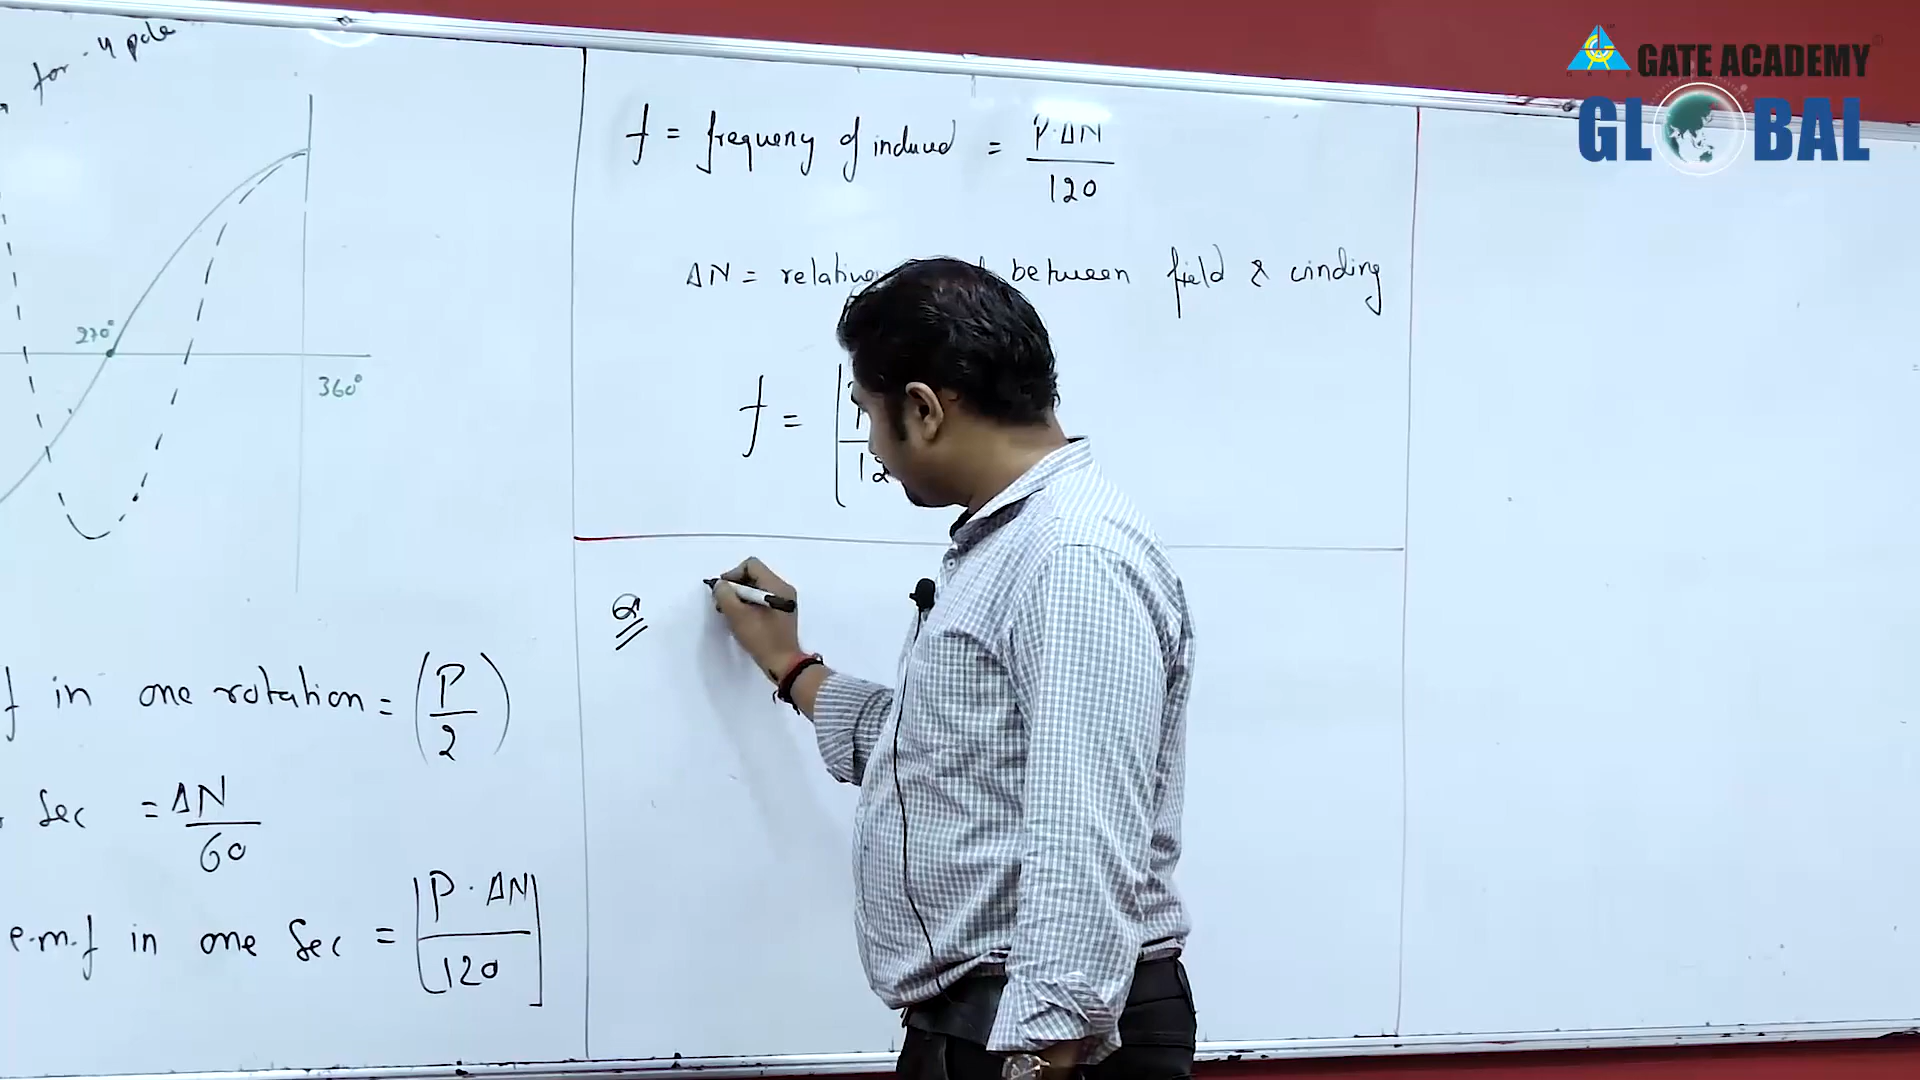 for 4 pole
270°
360°
f in one rotation = (P/2)
Sec = ΔN/60
e.m.f in one Sec = [P·ΔN/120]
f = frequency of induced = P·ΔN/120
ΔN = between field & winding
f =
Q
GATE ACADEMY
GLOBAL